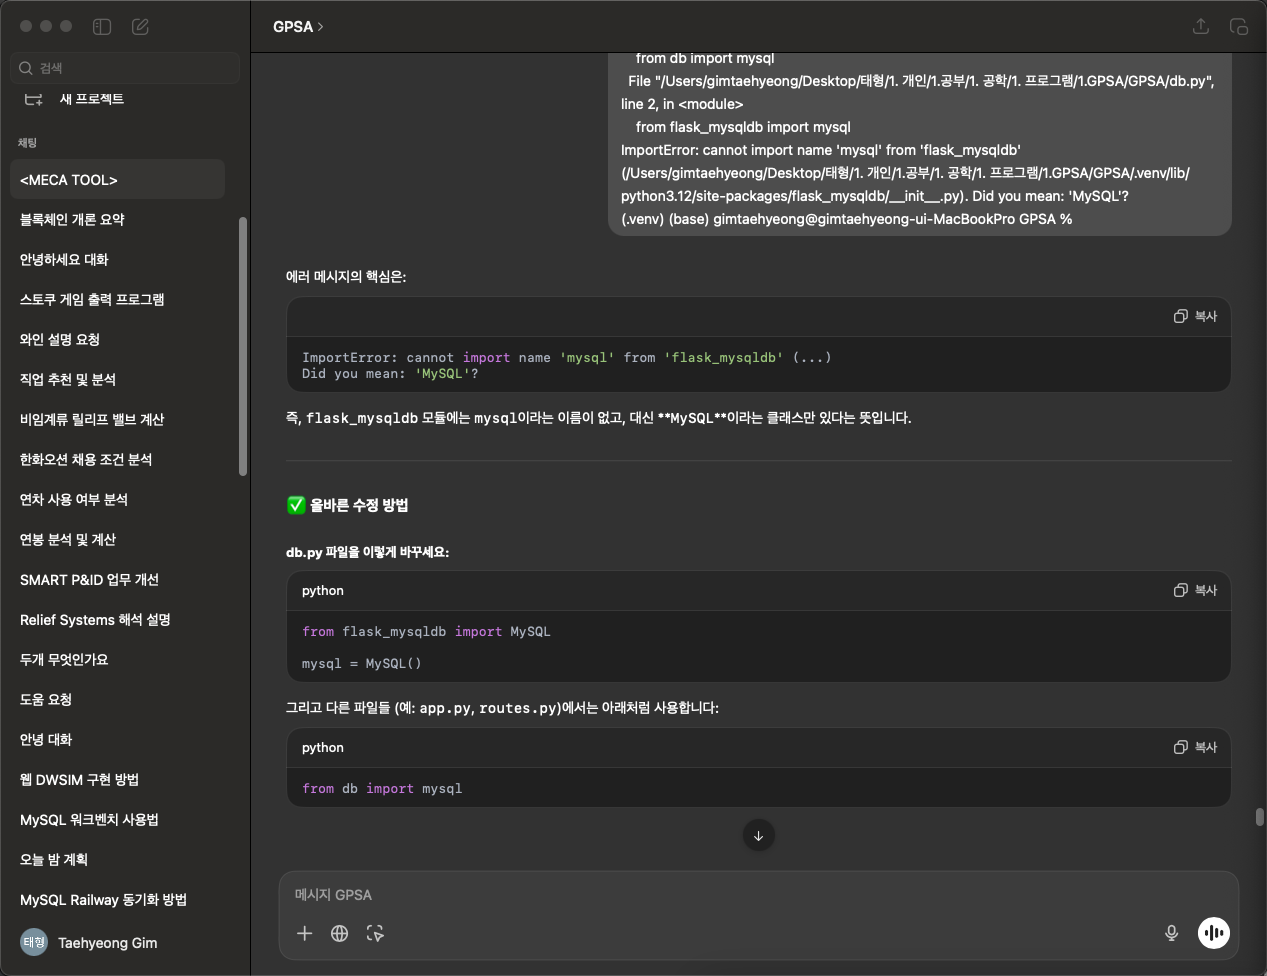 GPSA
검색
새 프로젝트
채팅
<MECA TOOL>
블록체인 개론 요약
안녕하세요 대화
스토쿠 게임 출력 프로그램
와인 설명 요청
직업 추천 및 분석
비임계류 릴리프 밸브 계산
한화오션 채용 조건 분석
연차 사용 여부 분석
연봉 분석 및 계산
SMART P&ID 업무 개선
Relief Systems 해석 설명
두개 무엇인가요
도움 요청
안녕 대화
웹 DWSIM 구현 방법
MySQL 워크벤치 사용법
오늘 밤 계획
MySQL Railway 동기화 방법
태형
Taehyeong Gim
from db import mysql
File "/Users/gimtaehyeong/Desktop/태형/1. 개인/1.공부/1. 공학/1. 프로그램/1.GPSA/GPSA/db.py",
line 2, in <module>
from flask_mysqldb import mysql
ImportError: cannot import name 'mysql' from 'flask_mysqldb'
(/Users/gimtaehyeong/Desktop/태형/1. 개인/1.공부/1. 공학/1. 프로그램/1.GPSA/GPSA/.venv/lib/
python3.12/site-packages/flask_mysqldb/__init__.py). Did you mean: 'MySQL'?
(.venv) (base) gimtaehyeong@gimtaehyeong-ui-MacBookPro GPSA %
에러 메시지의 핵심은:
복사
ImportError: cannot import name 'mysql' from 'flask_mysqldb' (...)
Did you mean: 'MySQL'?
즉, flask_mysqldb 모듈에는 mysql이라는 이름이 없고, 대신 **MySQL**이라는 클래스만 있다는 뜻입니다.
✅ 올바른 수정 방법
db.py 파일을 이렇게 바꾸세요:
python
복사
from flask_mysqldb import MySQL
mysql = MySQL()
그리고 다른 파일들 (예: app.py, routes.py)에서는 아래처럼 사용합니다:
python
복사
from db import mysql
메시지 GPSA